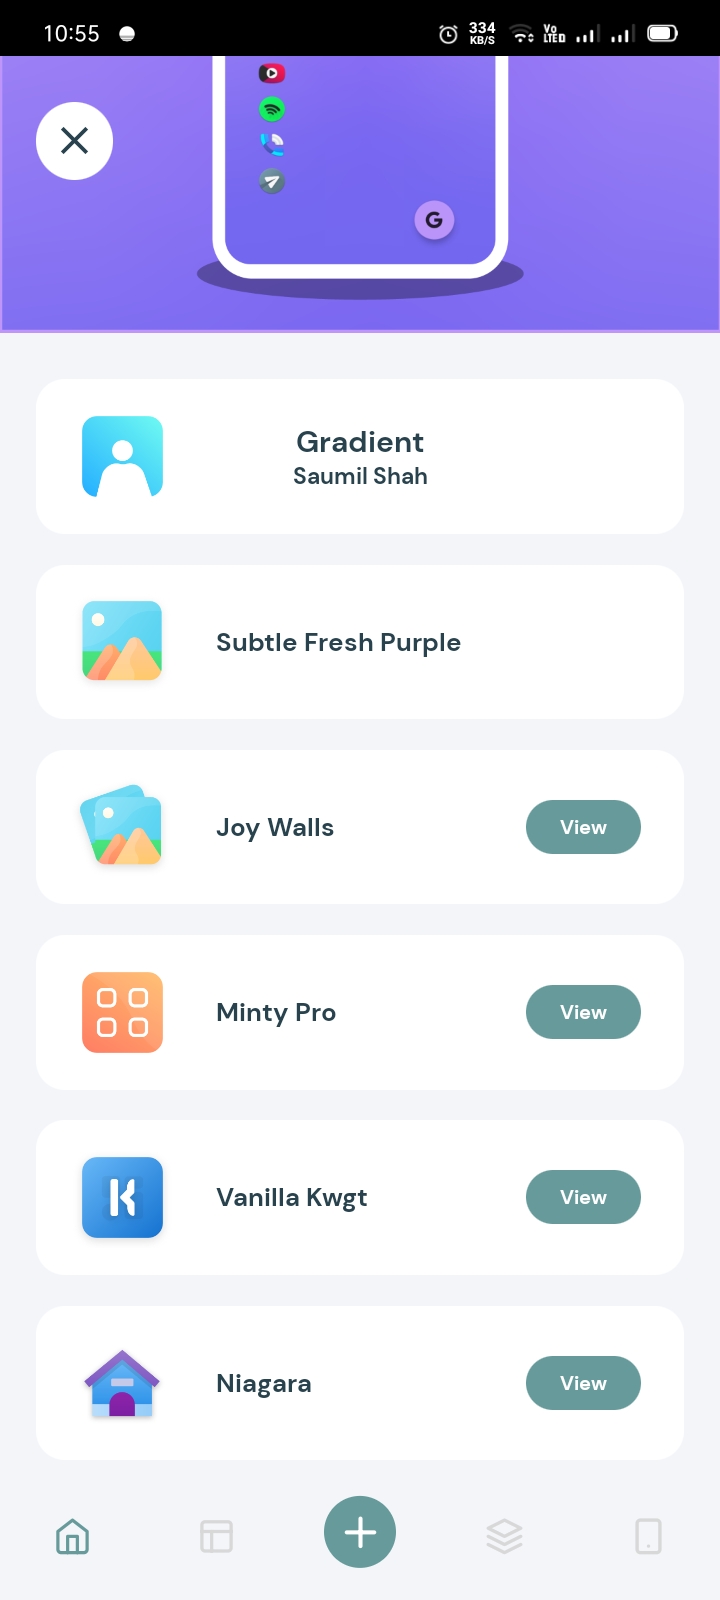 10:55
334
KB/S
Vo
LTE
G
Gradient
Saumil Shah
Subtle Fresh Purple
Joy Walls
View
Minty Pro
View
Vanilla Kwgt
View
Niagara
View